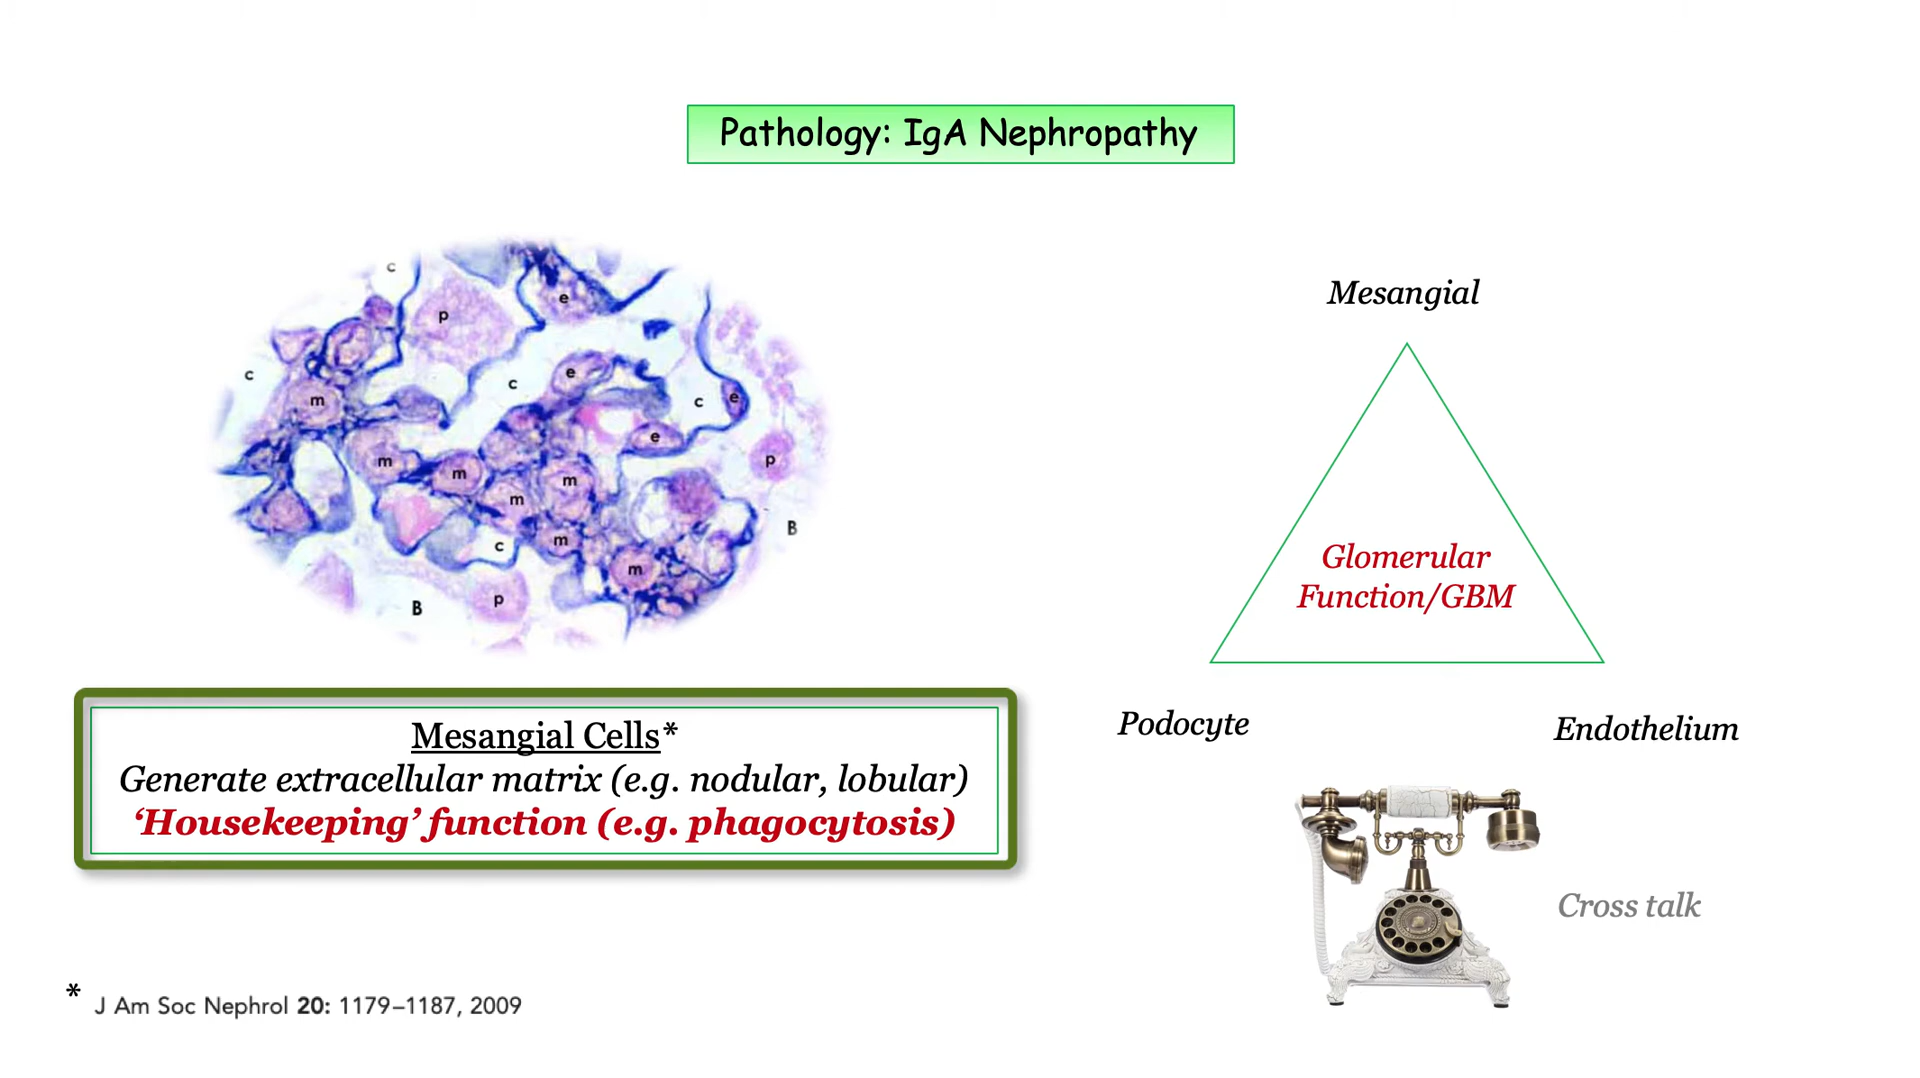 Pathology: IgA Nephropathy
c
e
p
c
e
c
c
e
m
e
m
m
m
m
p
B
m
c
m
p
B
Mesangial
Glomerular
Function/GBM
Podocyte
Endothelium
Mesangial Cells*
Generate extracellular matrix (e.g. nodular, lobular)
‘Housekeeping’ function (e.g. phagocytosis)
Cross talk
* J Am Soc Nephrol 20: 1179–1187, 2009